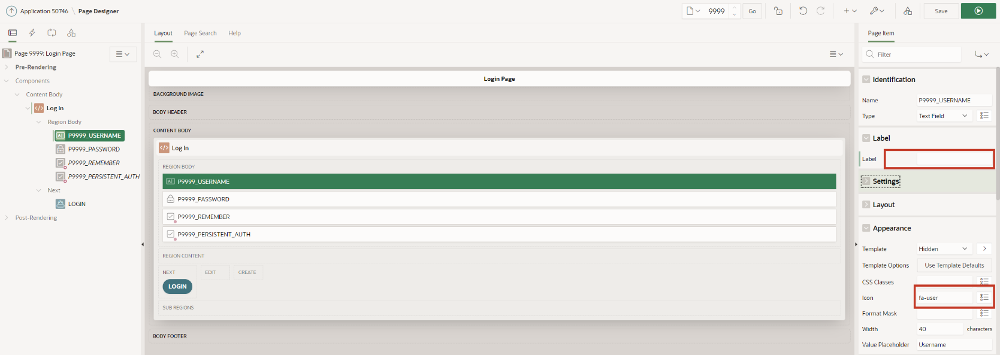 Application 50746 \ Page Designer
9999
Go
Save
Layout
Page Search
Help
Page Item
Page 9999: Login Page
Pre-Rendering
Components
Content Body
Log In
Region Body
P9999_USERNAME
P9999_PASSWORD
P9999_REMEMBER
P9999_PERSISTENT_AUTH
Next
LOGIN
Post-Rendering
Login Page
BACKGROUND IMAGE
BODY HEADER
CONTENT BODY
Log In
REGION BODY
P9999_USERNAME
P9999_PASSWORD
P9999_REMEMBER
P9999_PERSISTENT_AUTH
REGION CONTENT
NEXT
EDIT
CREATE
LOGIN
SUB REGIONS
BODY FOOTER
Filter
Identification
Name P9999_USERNAME
Type Text Field
Label
Label
Settings
Layout
Appearance
Template Hidden
Template Options Use Template Defaults
CSS Classes
Icon fa-user
Format Mask
Width 40 characters
Value Placeholder Username